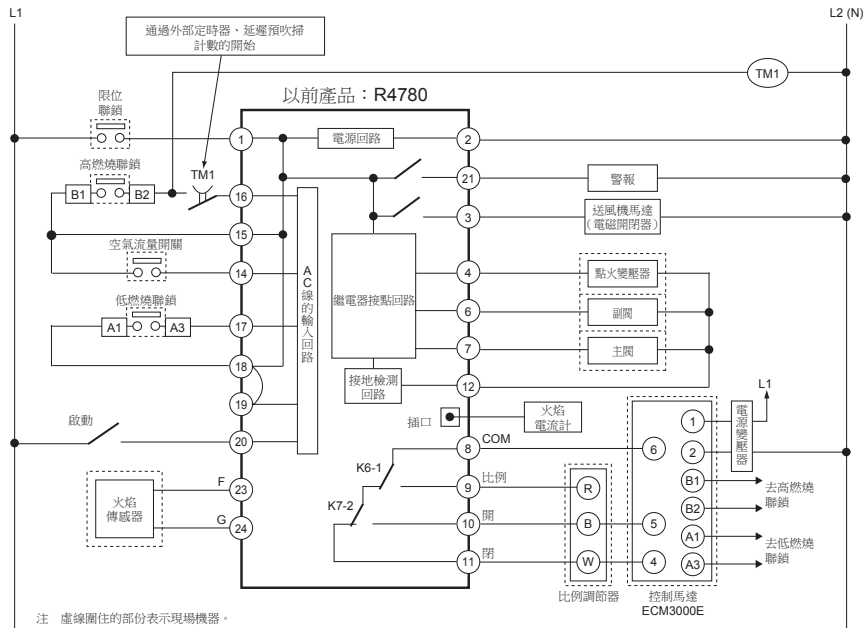 L1
L2 (N)
通過外部定時器、延遲預吹掃
計數的開始
TM1
以前產品：R4780
限位
聯鎖
1
電源回路
2
高燃燒聯鎖
TM1
B1
B2
16
21
警報
15
3
送風機馬達
（電磁開閉器）
空氣流量開關
14
AC線的輸入回路
繼電器接點回路
4
點火變壓器
低燃燒聯鎖
A1
A3
17
6
副閥
18
7
主閥
19
接地檢測
回路
12
啟動
20
插口
火焰
電流計
L1
電源變壓器
1
8
COM
6
2
K6-1
F
23
9
比例
R
B1
去高燃燒
聯鎖
火焰
傳感器
K7-2
B2
G
24
10
開
B
5
A1
去低燃燒
聯鎖
11
閉
W
4
A3
比例調節器
控制馬達
ECM3000E
注 虛線圍住的部份表示現場機器。